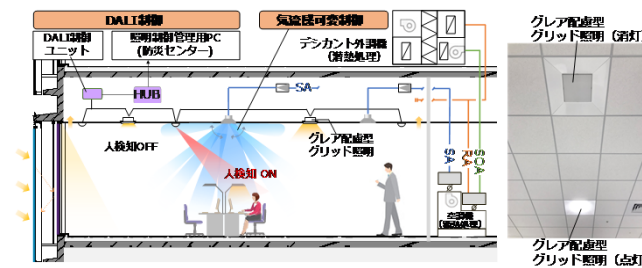 DALI制御
気流感可変制御
DALI制御
ユニット
照明制御管理用PC
(防災センター)
デシカント外調機
(潜熱処理)
HUB
SA
グレア配慮型
グリッド照明
人検知OFF
人検知 ON
SA
RA
SOA
空調機
(顕熱処理)
グレア配慮型
グリッド照明 (消灯)
グレア配慮型
グリッド照明 (点灯)